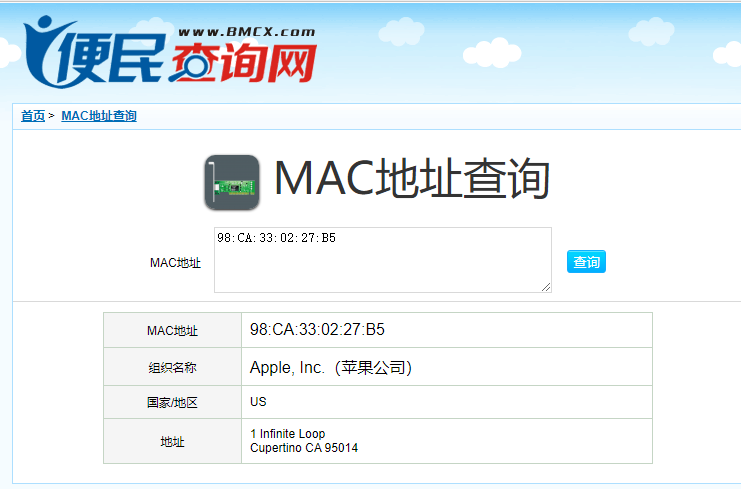 www.BMCX.com
便民查询网
首页 > MAC地址查询
MAC地址查询
MAC地址
98:CA:33:02:27:B5
查询
MAC地址 98:CA:33:02:27:B5
组织名称 Apple, Inc.（苹果公司）
国家/地区 US
地址 1 Infinite Loop
Cupertino CA 95014